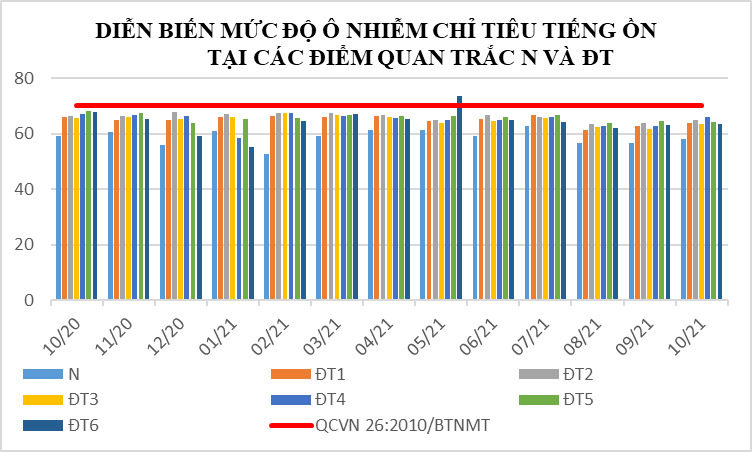 DIỄN BIẾN MỨC ĐỘ Ô NHIỄM CHỈ TIÊU TIẾNG ỒN
TẠI CÁC ĐIỂM QUAN TRẮC N VÀ ĐT
80
60
40
20
0
10/20 11/20 12/20 01/21 02/21 03/21 04/21 05/21 06/21 07/21 08/21 09/21 10/21
N ĐT1 ĐT2
ĐT3 ĐT4 ĐT5
ĐT6 QCVN 26:2010/BTNMT